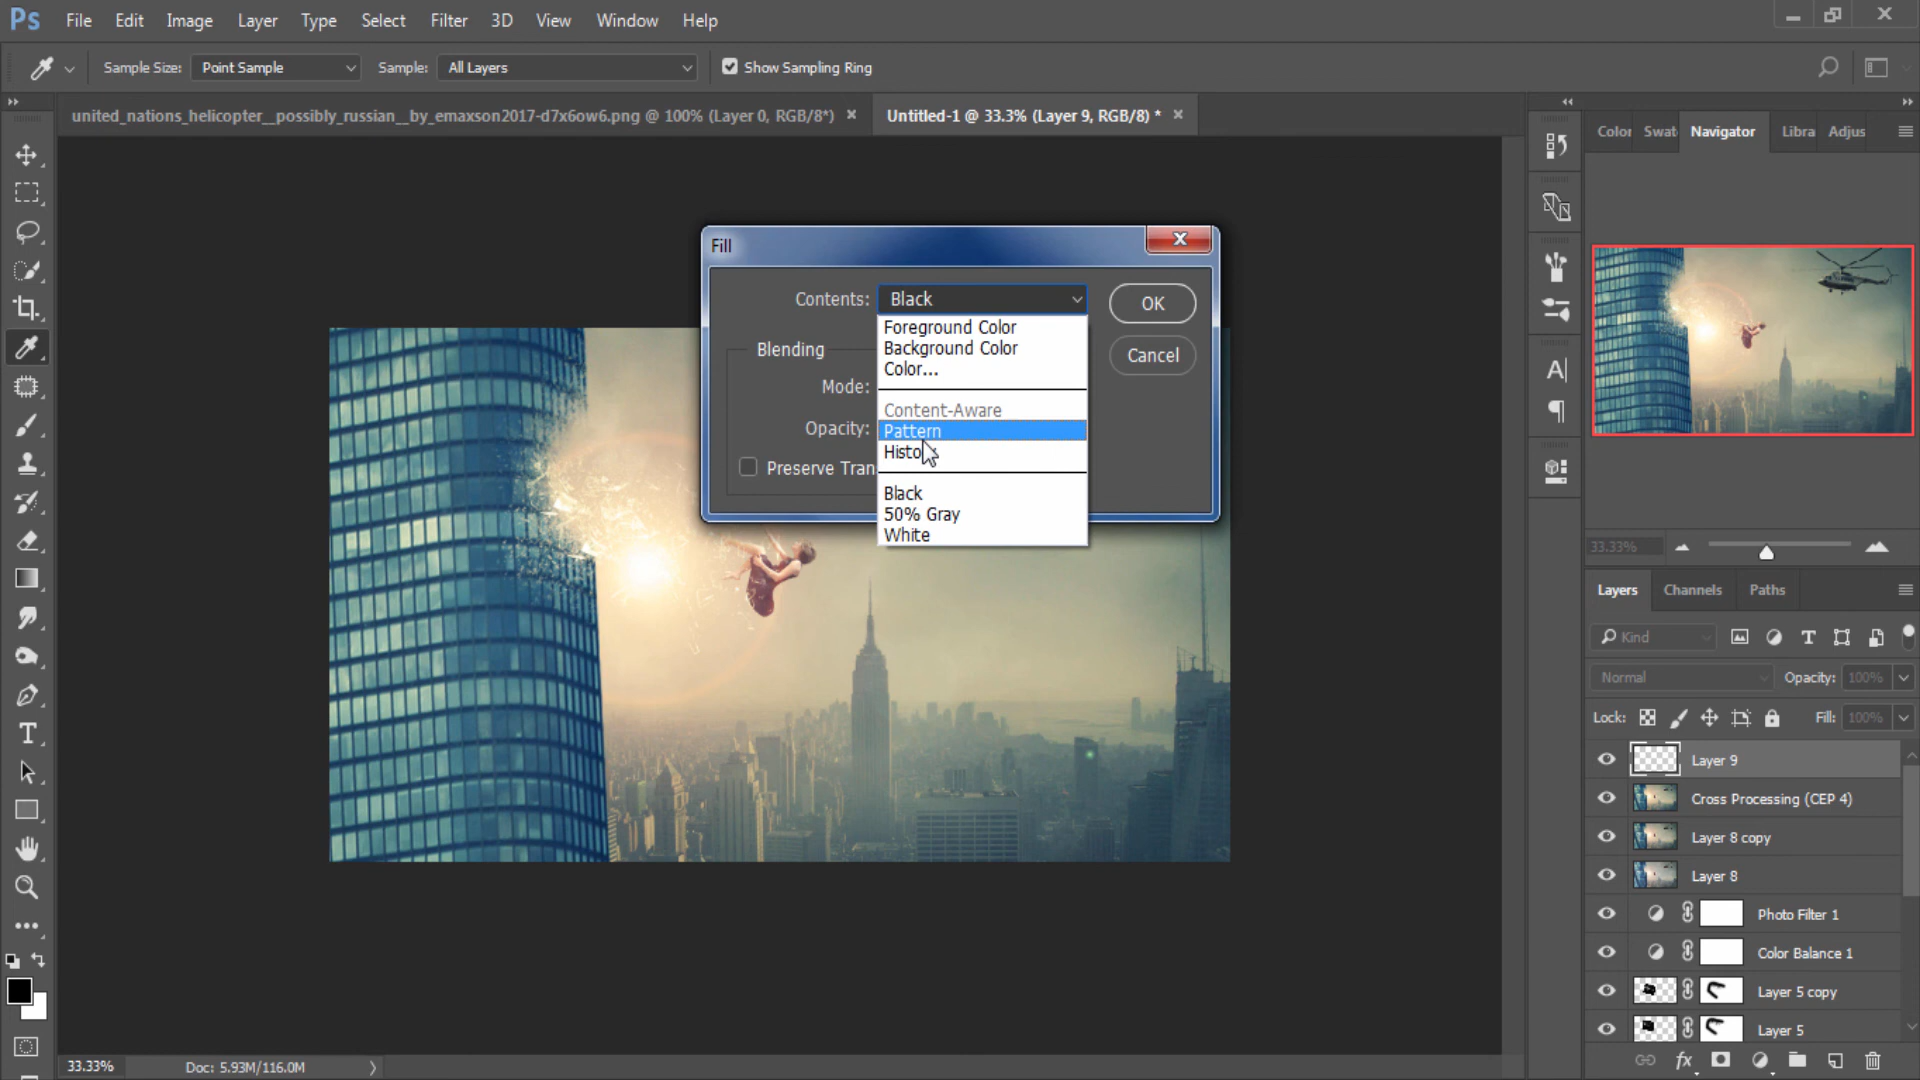 Ps File Edit Image Layer Type Select Filter 3D View Window Help
Sample Size: Point Sample Sample: All Layers Show Sampling Ring
united_nations_helicopter__possibly_russian__by_emaxson2017-d7x6ow6.png @ 100% (Layer 0, RGB/8*) × Untitled-1 @ 33.3% (Layer 9, RGB/8) * ×
Color Swat Navigator Libra Adjus
Fill
Contents: Black
OK
Foreground Color
Background Color
Color...
Blending
Cancel
Mode:
Content-Aware
Opacity:
Pattern
Preserve Tran
Black
50% Gray
White
33.33%
Layers Channels Paths
Kind
Normal Opacity: 100%
Lock: Fill: 100%
Layer 9
Cross Processing (CEP 4)
Layer 8 copy
Layer 8
Photo Filter 1
Color Balance 1
Layer 5 copy
Layer 5
fx
33.33% Doc: 5.93M/116.0M